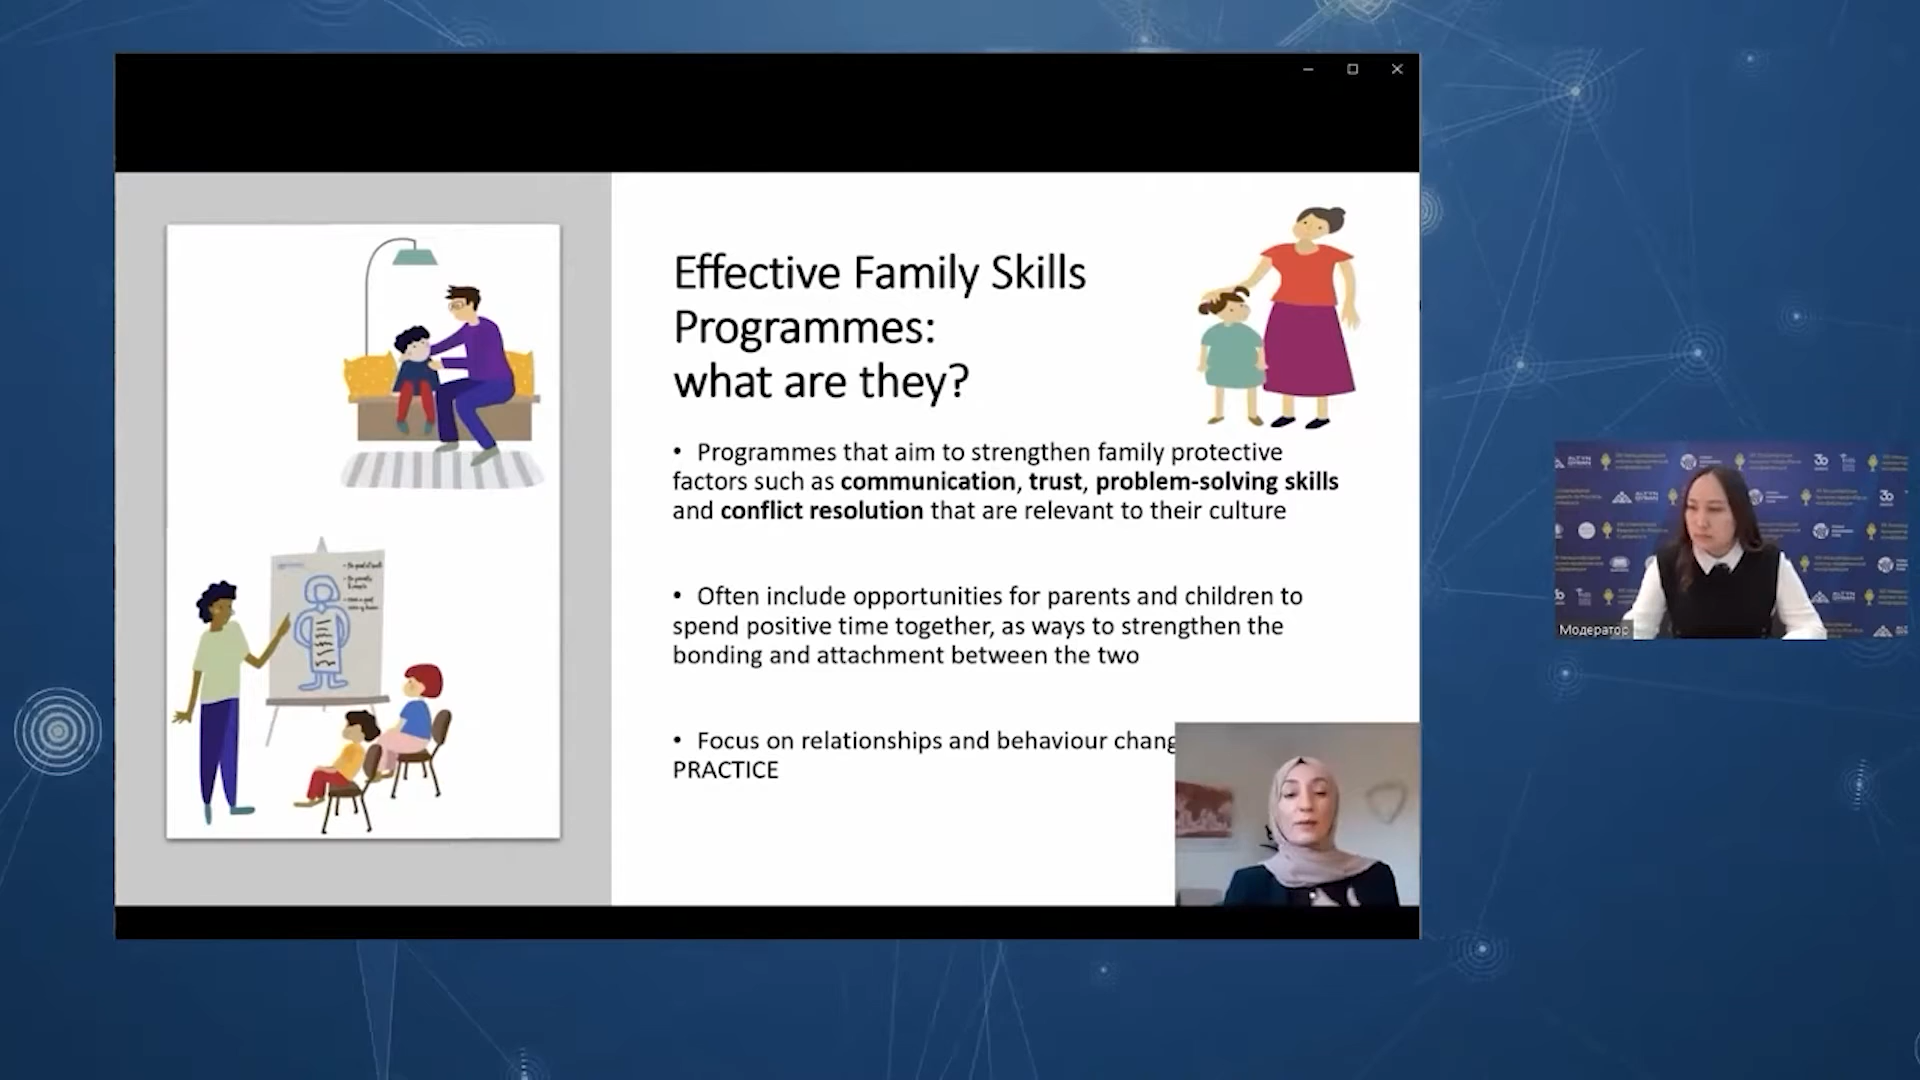 Effective Family Skills
Programmes:
what are they?
• Programmes that aim to strengthen family protective
factors such as communication, trust, problem-solving skills
and conflict resolution that are relevant to their culture
• Often include opportunities for parents and children to
spend positive time together, as ways to strengthen the
bonding and attachment between the two
• Focus on relationships and behaviour chang
PRACTICE
Модератор